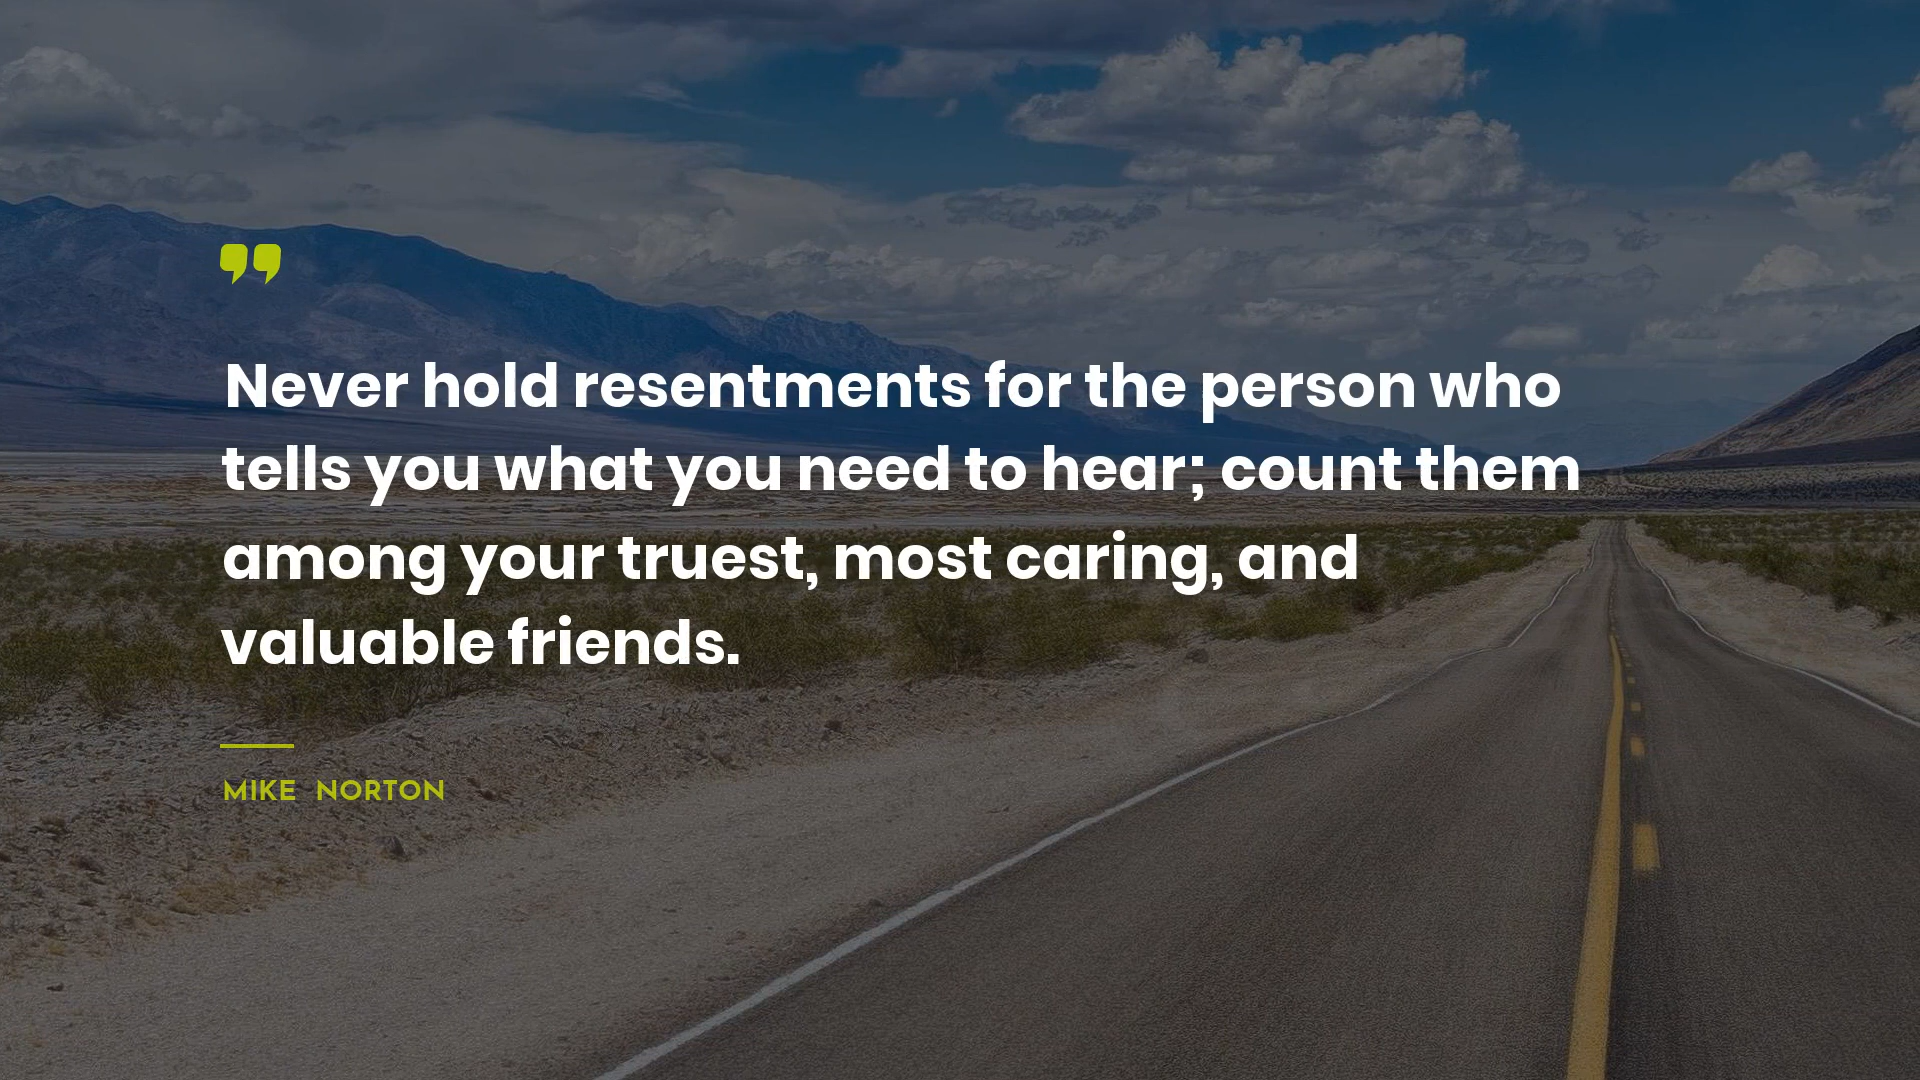 Never hold resentments for the person who
tells you what you need to hear; count them
among your truest, most caring, and
valuable friends.
MIKE NORTON